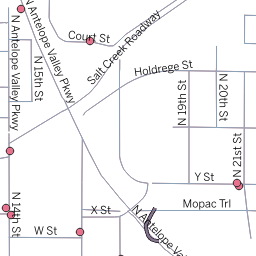 N Antelope Valley Pkwy
N Antelope Valley Pkwy
Court St
Salt Creek Roadway
N 15th St
Holdrege St
N 19th St
N 20th St
N 21st St
Y St
N 14th St
X St
Mopac Trl
N Antelope Va
W St